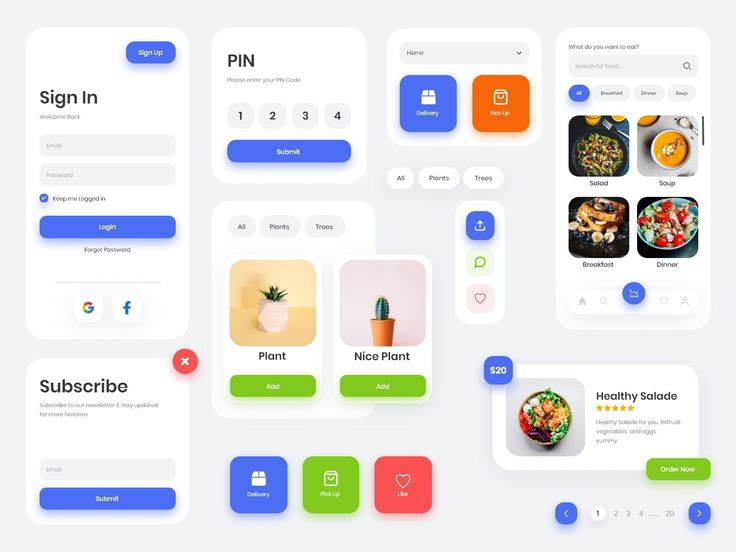 Sign Up
Sign In
Welcome Back
Email
Password
Keep me Logged in
Login
Forgot Password
G
f
Subscribe
Subscribe to our newsletter & stay updated
for more histories
Email
Submit
PIN
Please enter your PIN Code
1 2 3 4
Submit
All Plants Trees
Plant
Add
Nice Plant
Add
Delivery
Pick Up
Like
Home
Delivery
Pick Up
All Plants Trees
What do you want to eat?
Search for food...
All Breakfast Dinner Soup
Salad Soup
Breakfast Dinner
$20
Healthy Salade
Healthy Salade for you, With all
vegetables and eggs,
yummy
Order Now
1 2 3 4 ...... 20